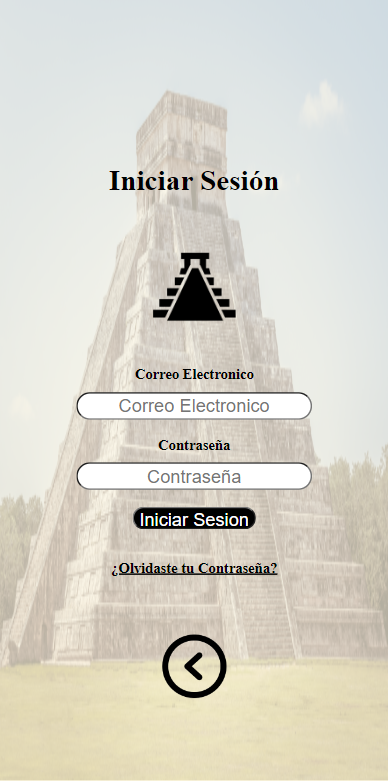 Iniciar Sesión
Correo Electronico
Correo Electronico
Contraseña
Contraseña
Iniciar Sesion
¿Olvidaste tu Contraseña?